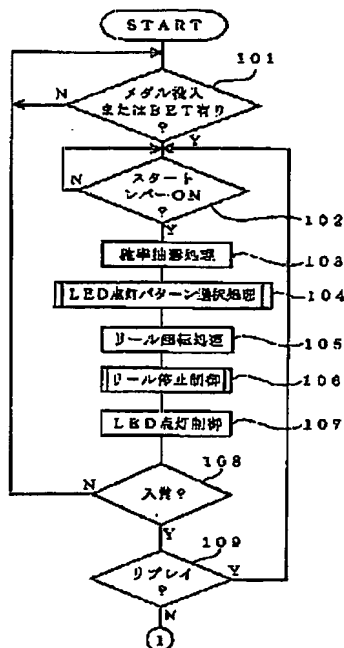 START
101
メダル投入
またはBET有り
?
N
Y
スタート
レバーON
?
N
102
Y
確率抽選処理
103
LED点灯パターン選択処理
104
リール回転処理
105
リール停止制御
106
LED点灯制御
107
108
N
入賞?
Y
109
リプレイ
?
Y
N
1